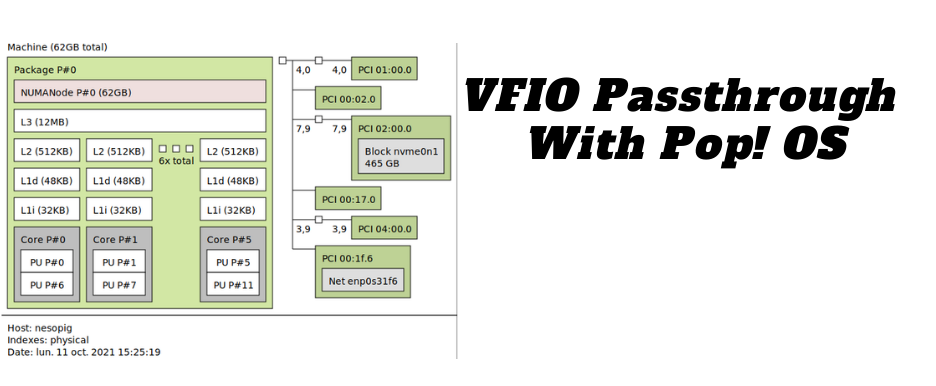 Machine (62GB total)
Package P#0
NUMANode P#0 (62GB)
L3 (12MB)
L2 (512KB) L2 (512KB) 6x total L2 (512KB)
L1d (48KB) L1d (48KB) L1d (48KB)
L1i (32KB) L1i (32KB) L1i (32KB)
Core P#0 Core P#1 Core P#5
PU P#0 PU P#1 PU P#5
PU P#6 PU P#7 PU P#11
4,0 4,0 PCI 01:00.0
PCI 00:02.0
7,9 7,9 PCI 02:00.0
Block nvme0n1
465 GB
PCI 00:17.0
3,9 3,9 PCI 04:00.0
PCI 00:1f.6
Net enp0s31f6
Host: nesopig
Indexes: physical
Date: lun. 11 oct. 2021 15:25:19
VFIO Passthrough
With Pop! OS